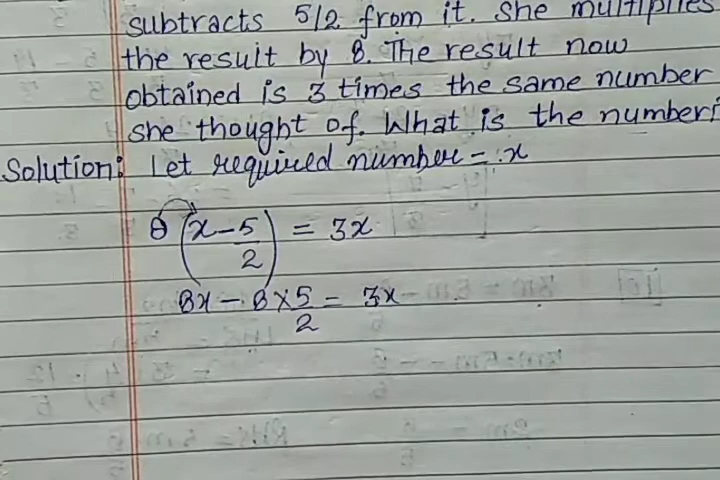 subtracts 5/2 from it. She multiplies
the result by 8. The result now
obtained is 3 times the same number
she thought of. What is the number?
Solution: Let required number = x
8(x - 5/2) = 3x
8x - 8 × 5/2 = 3x